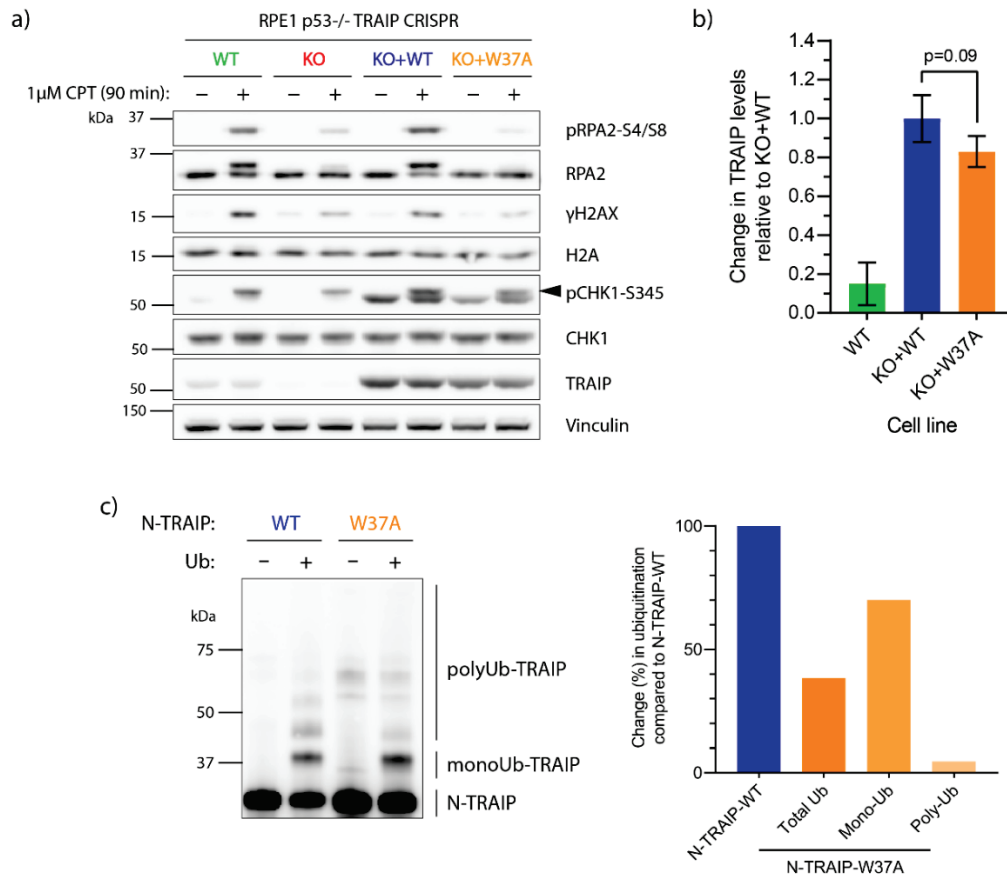 a)
RPE1 p53-/- TRAIP CRISPR
WT KO KO+WT KO+W37A
1µM CPT (90 min): – + – + – + – +
kDa
37
pRPA2-S4/S8
37
RPA2
15
γH2AX
15
H2A
50
pCHK1-S345
50
CHK1
50
TRAIP
150
Vinculin
b)
Change in TRAIP levels
relative to KO+WT
1.4
1.2
1.0
0.8
0.6
0.4
0.2
0.0
p=0.09
WT
KO+WT
KO+W37A
Cell line
c)
N-TRAIP: WT W37A
Ub: – + – +
kDa
75
50
37
polyUb-TRAIP
monoUb-TRAIP
N-TRAIP
Change (%) in ubiquitination
compared to N-TRAIP-WT
100
50
0
N-TRAIP-WT
Total Ub
Mono-Ub
Poly-Ub
N-TRAIP-W37A